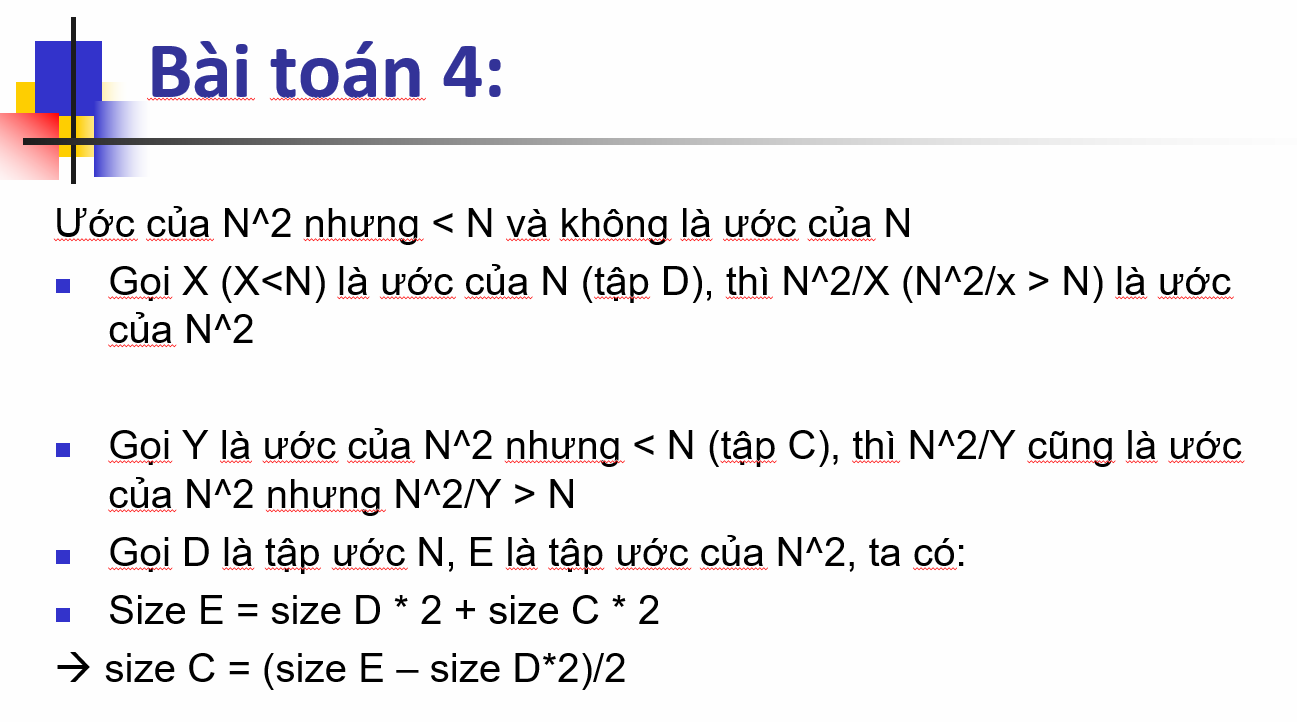 Bài toán 4:
Ước của N^2 nhưng < N và không là ước của N
Gọi X (X<N) là ước của N (tập D), thì N^2/X (N^2/x > N) là ước
của N^2
Gọi Y là ước của N^2 nhưng < N (tập C), thì N^2/Y cũng là ước
của N^2 nhưng N^2/Y > N
Gọi D là tập ước N, E là tập ước của N^2, ta có:
Size E = size D * 2 + size C * 2
→ size C = (size E – size D*2)/2